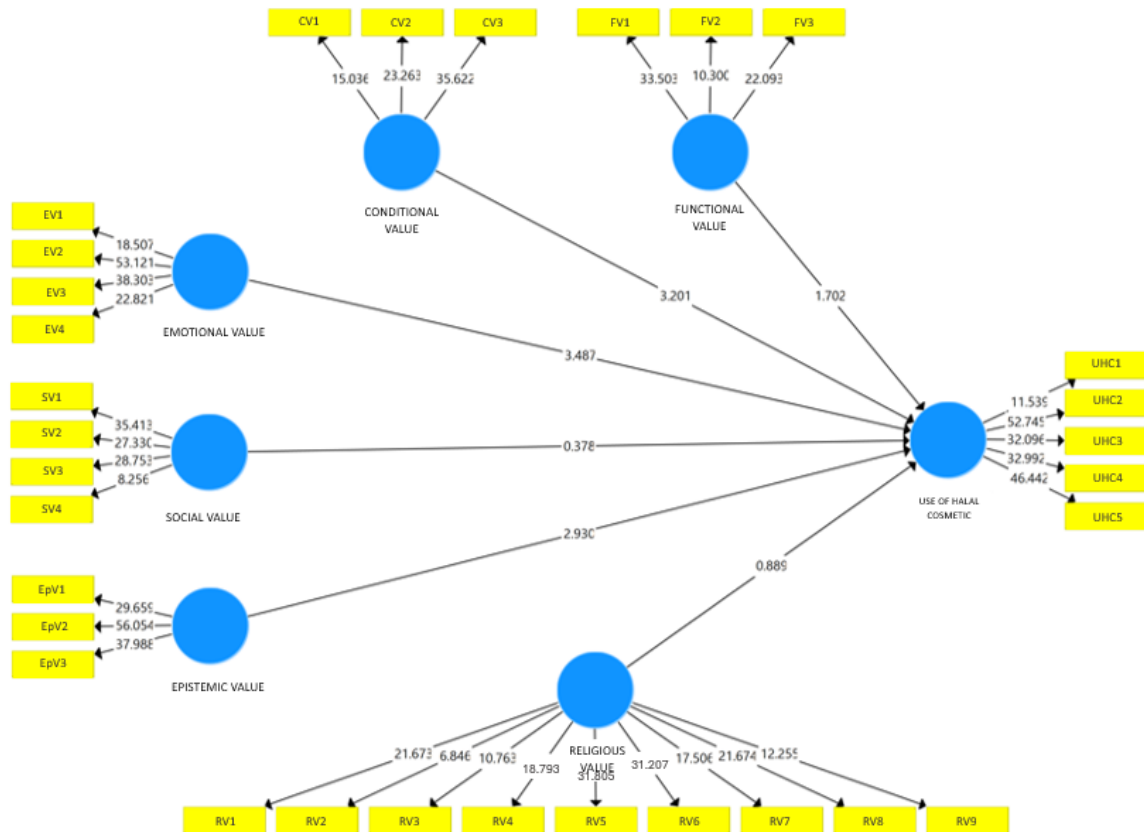 CV1 CV2 CV3 FV1 FV2 FV3
15.036 23.263 35.622 33.503 10.300 22.093
CONDITIONAL
VALUE
FUNCTIONAL
VALUE
EV1
EV2
EV3
EV4
18.507
53.121
38.303
22.821
EMOTIONAL VALUE
3.201
1.702
3.487
SV1
SV2
SV3
SV4
35.413
27.330
28.753
8.256
SOCIAL VALUE
0.378
UHC1
UHC2
UHC3
UHC4
UHC5
11.539
52.745
32.096
32.992
46.442
USE OF HALAL
COSMETIC
EpV1
EpV2
EpV3
29.659
56.054
37.988
EPISTEMIC VALUE
2.930
0.889
RELIGIOUS
VALUE
21.673 6.846 10.763 18.793 31.805 31.207 17.506 21.674 12.255
RV1 RV2 RV3 RV4 RV5 RV6 RV7 RV8 RV9